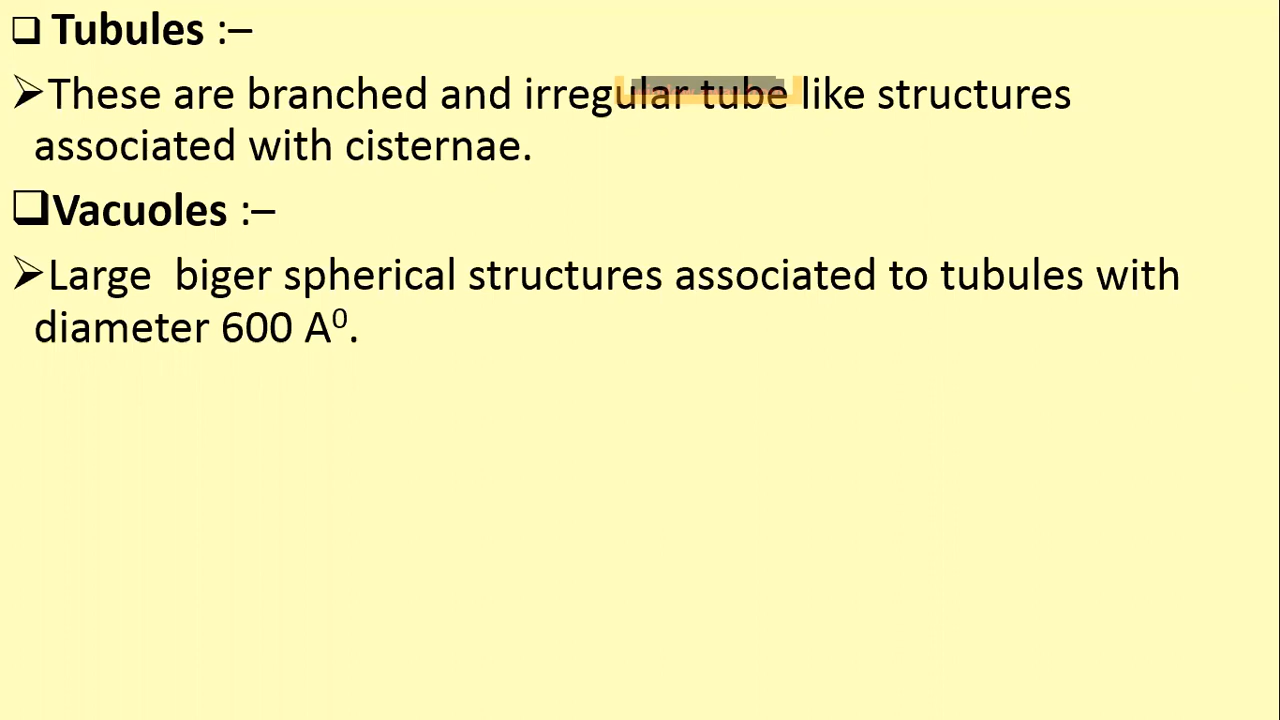 ❑ Tubules :–
➢These are branched and irregular tube like structures
associated with cisternae.
❑Vacuoles :–
➢Large  biger spherical structures associated to tubules with
diameter 600 A⁰.